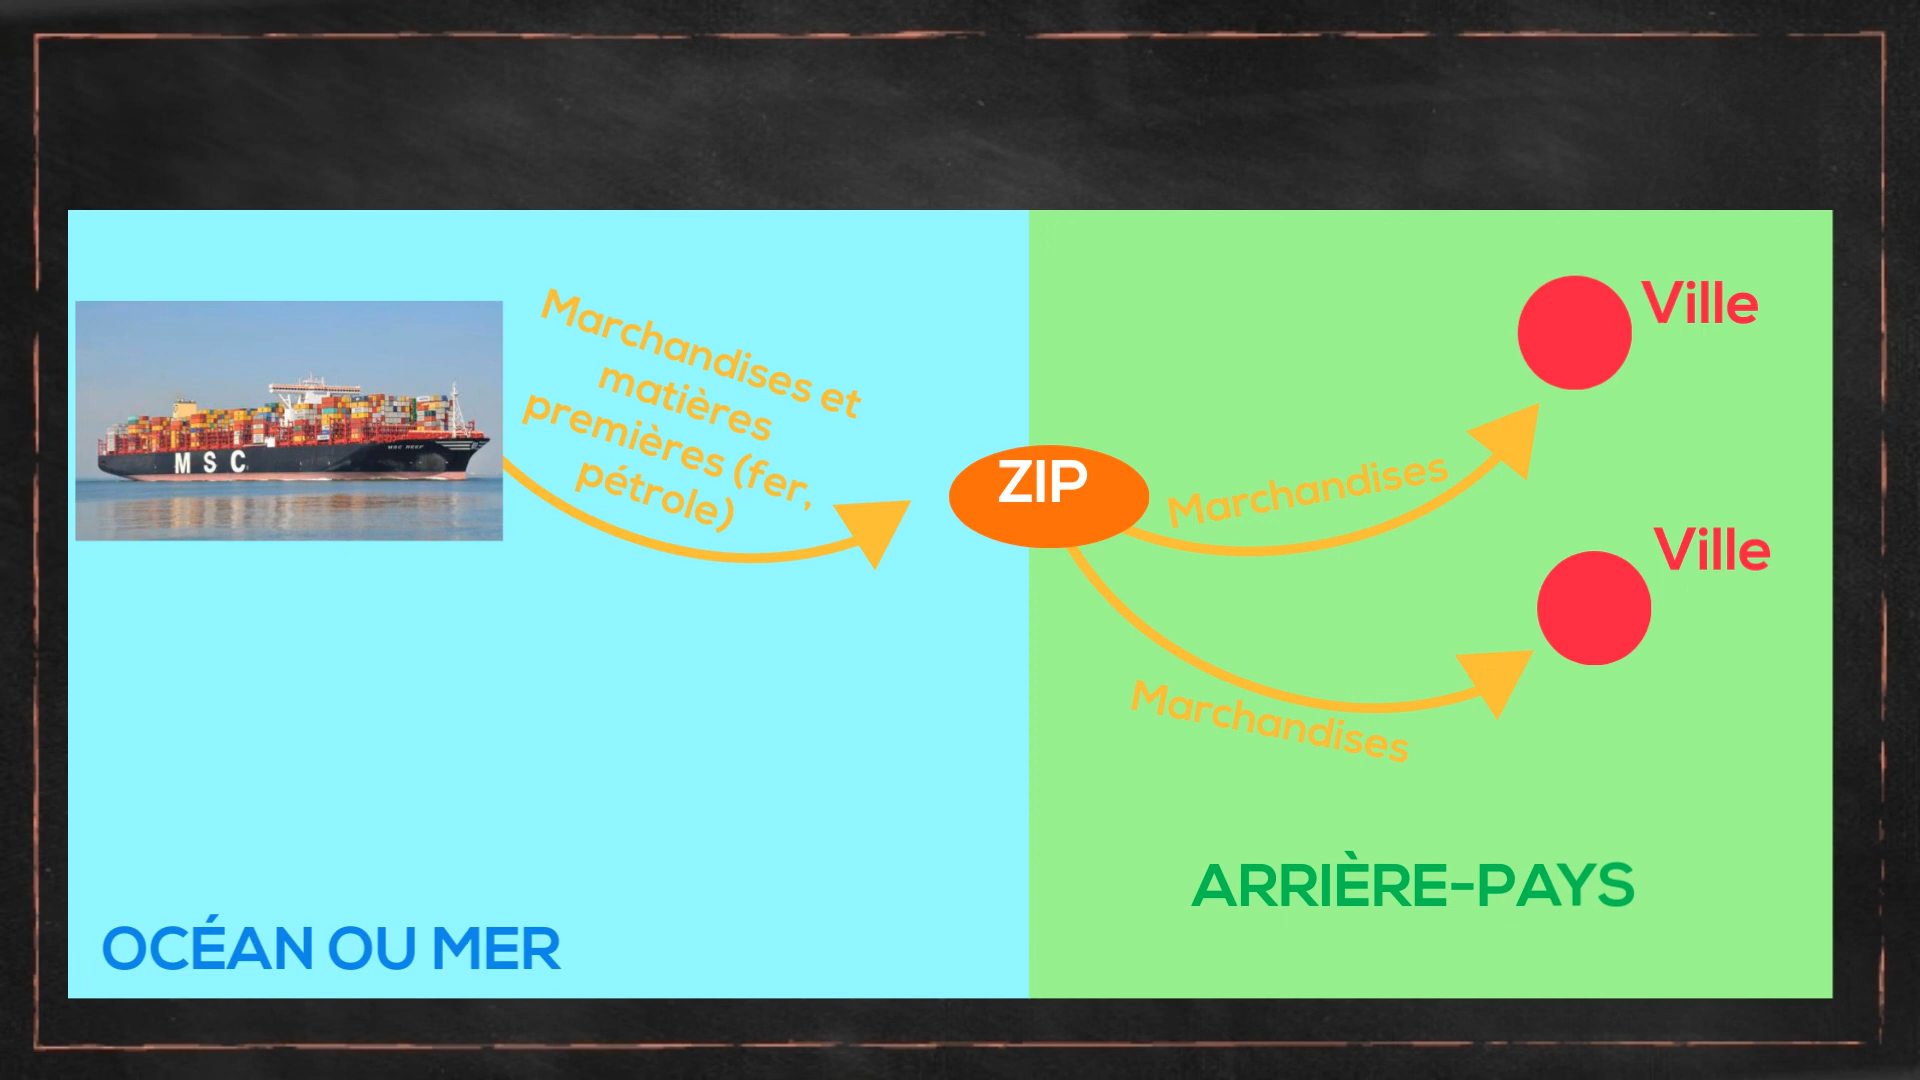 Marchandises et
matières
premières (fer,
pétrole)
MSC
ZIP
Marchandises
Ville
Ville
Marchandises
ARRIÈRE-PAYS
OCÉAN OU MER